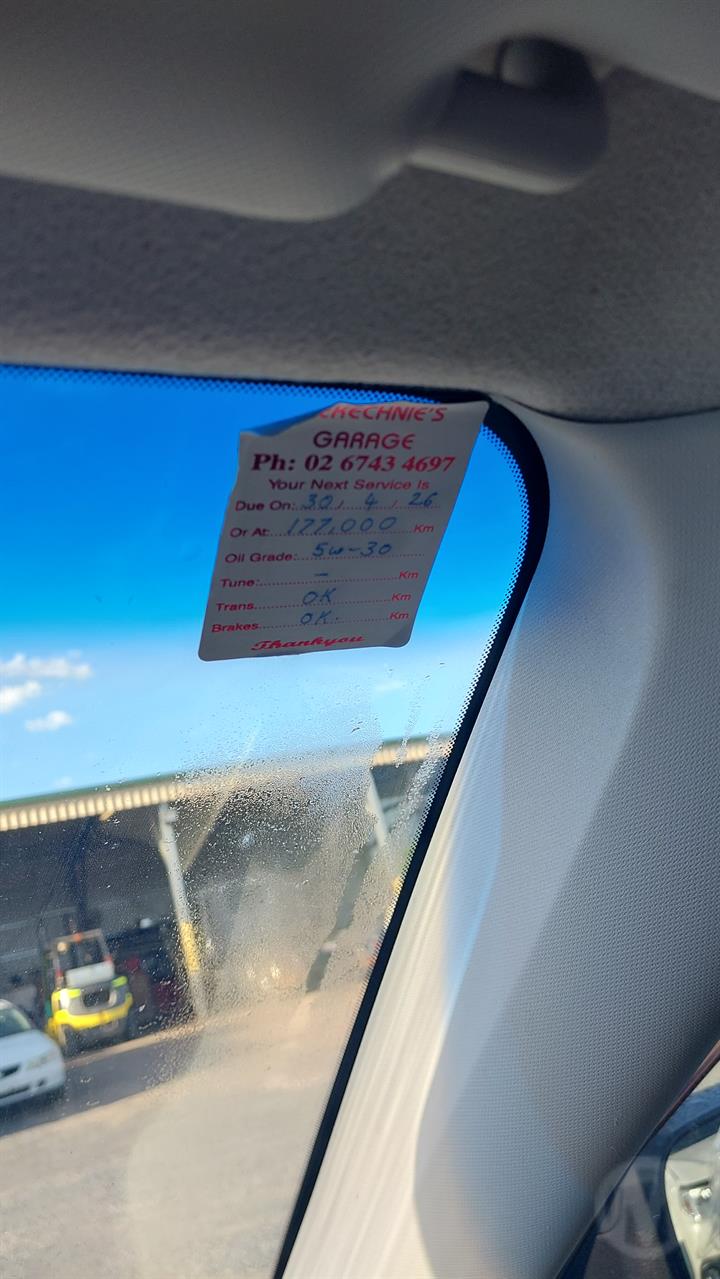 GARAGE
Ph: 02 6743 4697
Your Next Service Is
Due On: 30 / 4 / 26
Or At: 177,000 Km
Oil Grade: 5w-30
Tune: - Km
Trans. OK Km
Brakes OK. Km
Thankyou